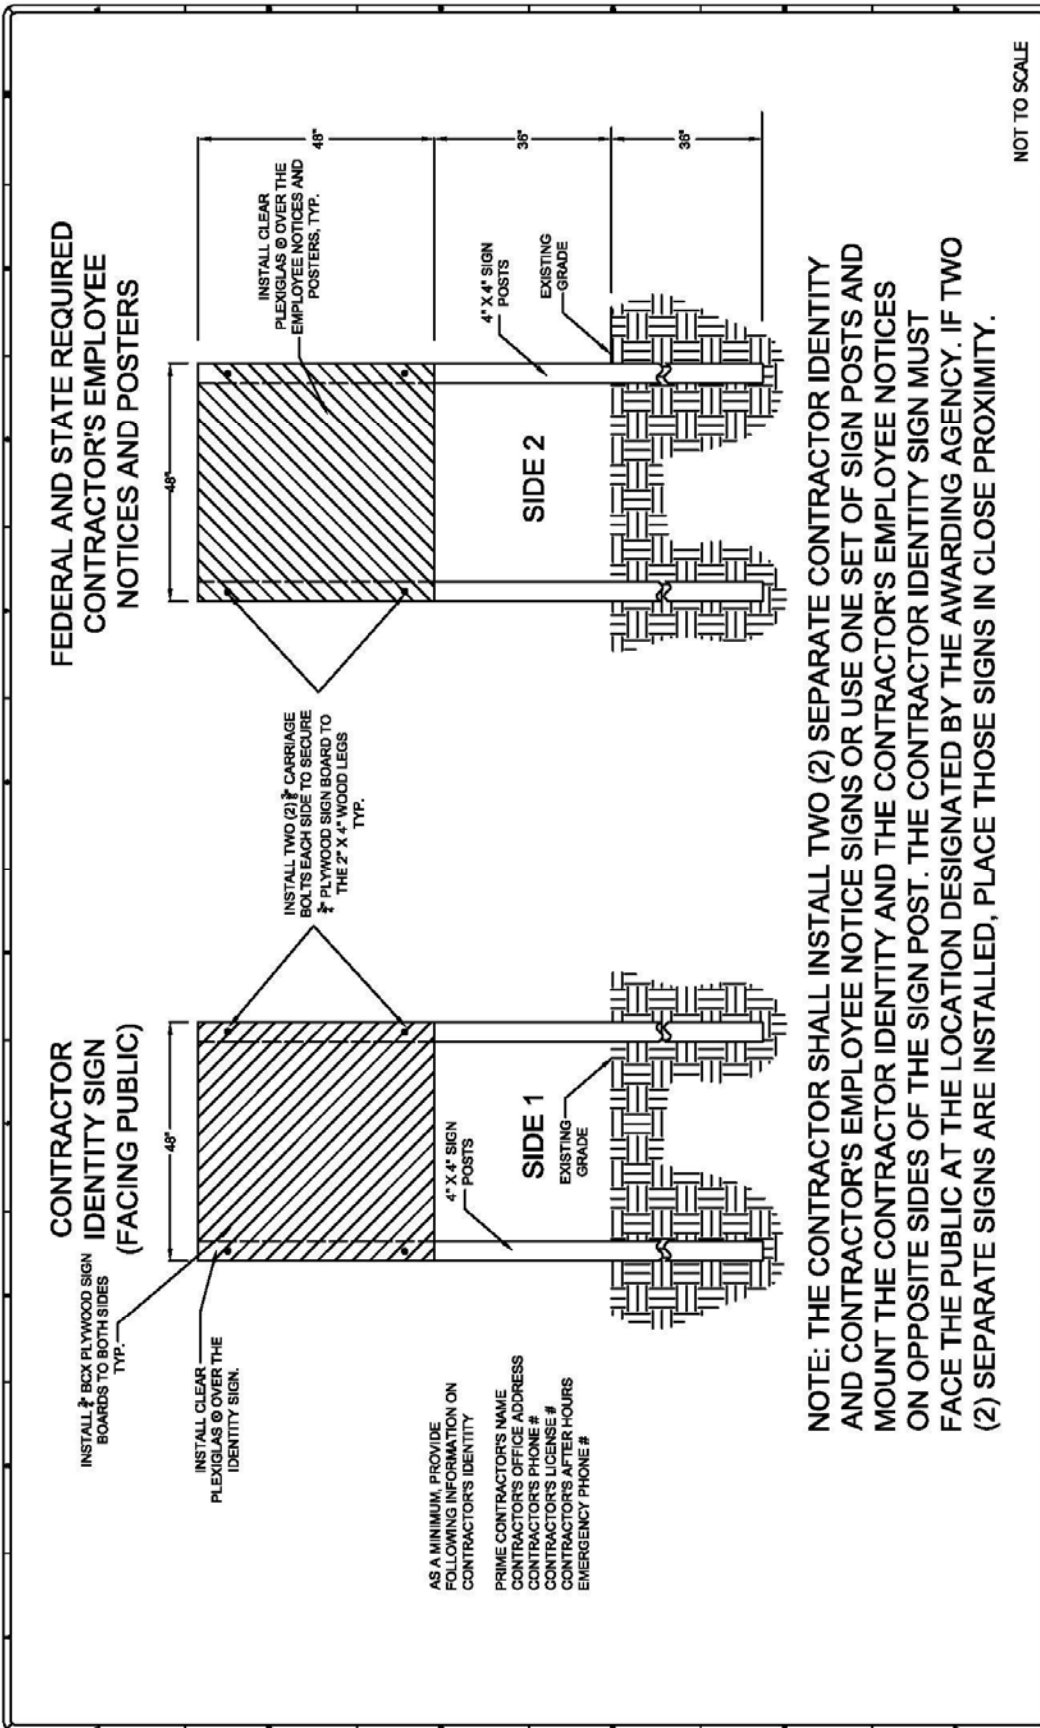 CONTRACTOR
IDENTITY SIGN
(FACING PUBLIC)
FEDERAL AND STATE REQUIRED
CONTRACTOR'S EMPLOYEE
NOTICES AND POSTERS
INSTALL BCX PLYWOOD SIGN
BOARDS TO BOTH SIDES
TYP.
INSTALL CLEAR
PLEXIGLAS ® OVER THE
IDENTITY SIGN.
48"
INSTALL TWO (2) CARRIAGE
BOLTS EACH SIDE TO SECURE
PLYWOOD SIGN BOARD TO
THE 2" X 4" WOOD LEGS
TYP.
48"
INSTALL CLEAR
PLEXIGLAS ® OVER THE
EMPLOYEE NOTICES AND
POSTERS, TYP.
48"
36"
36"
AS A MINIMUM, PROVIDE
FOLLOWING INFORMATION ON
CONTRACTOR'S IDENTITY
PRIME CONTRACTOR'S NAME
CONTRACTOR'S OFFICE ADDRESS
CONTRACTOR'S PHONE #
CONTRACTOR'S LICENSE #
CONTRACTOR'S AFTER HOURS
EMERGENCY PHONE #
4" X 4" SIGN
POSTS
SIDE 1
EXISTING
GRADE
SIDE 2
4" X 4" SIGN
POSTS
EXISTING
GRADE
NOTE: THE CONTRACTOR SHALL INSTALL TWO (2) SEPARATE CONTRACTOR IDENTITY
AND CONTRACTOR'S EMPLOYEE NOTICE SIGNS OR USE ONE SET OF SIGN POSTS AND
MOUNT THE CONTRACTOR IDENTITY AND THE CONTRACTOR'S EMPLOYEE NOTICES
ON OPPOSITE SIDES OF THE SIGN POST. THE CONTRACTOR IDENTITY SIGN MUST
FACE THE PUBLIC AT THE LOCATION DESIGNATED BY THE AWARDING AGENCY. IF TWO
(2) SEPARATE SIGNS ARE INSTALLED, PLACE THOSE SIGNS IN CLOSE PROXIMITY.
NOT TO SCALE